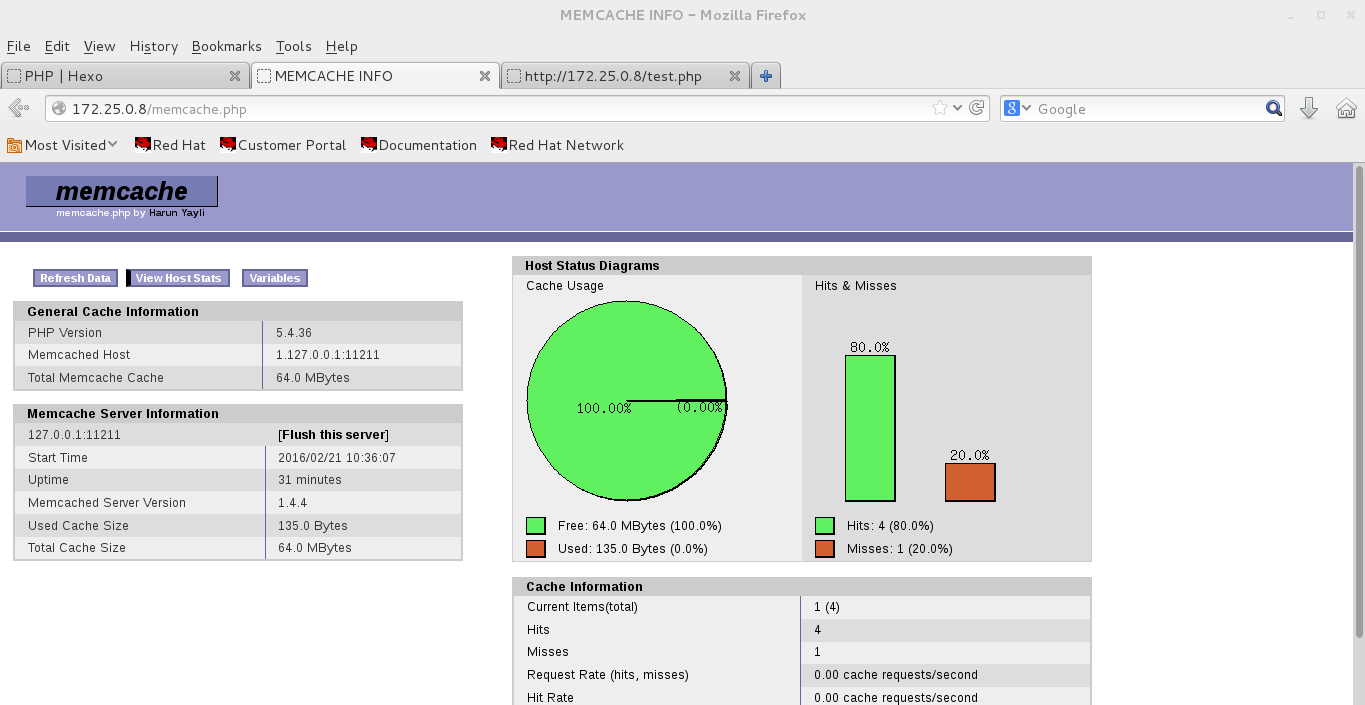 MEMCACHE INFO - Mozilla Firefox
File Edit View History Bookmarks Tools Help
PHP | Hexo
MEMCACHE INFO
http://172.25.0.8/test.php
172.25.0.8/memcache.php
Google
Most Visited
Red Hat
Customer Portal
Documentation
Red Hat Network
memcache
memcache.php by Harun Yayli
Refresh Data
View Host Stats
Variables
General Cache Information
PHP Version 5.4.36
Memcached Host 1.127.0.0.1:11211
Total Memcache Cache 64.0 MBytes
Memcache Server Information
127.0.0.1:11211 [Flush this server]
Start Time 2016/02/21 10:36:07
Uptime 31 minutes
Memcached Server Version 1.4.4
Used Cache Size 135.0 Bytes
Total Cache Size 64.0 MBytes
Host Status Diagrams
Cache Usage
100.00%
(0.00%)
Free: 64.0 MBytes (100.0%)
Used: 135.0 Bytes (0.0%)
Hits & Misses
80.0%
20.0%
Hits: 4 (80.0%)
Misses: 1 (20.0%)
Cache Information
Current Items(total) 1 (4)
Hits 4
Misses 1
Request Rate (hits, misses) 0.00 cache requests/second
Hit Rate 0.00 cache requests/second